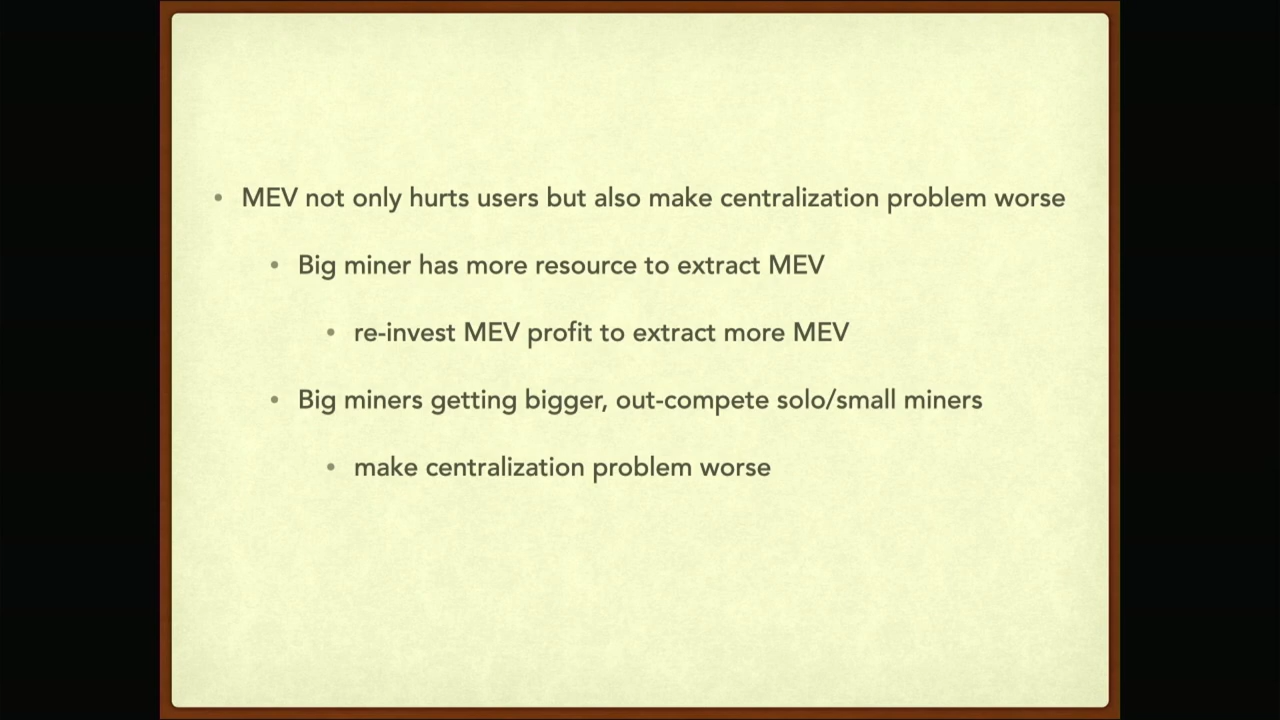 MEV not only hurts users but also make centralization problem worse
Big miner has more resource to extract MEV
re-invest MEV profit to extract more MEV
Big miners getting bigger, out-compete solo/small miners
make centralization problem worse